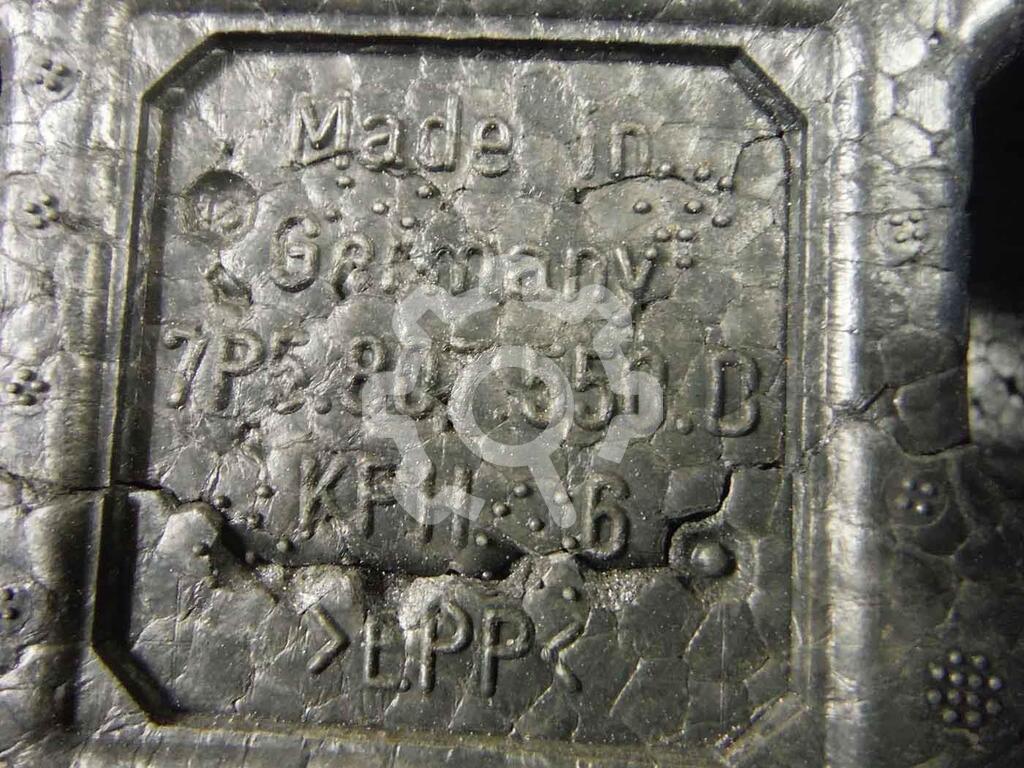 Made in
Germany
7P5.807.550.B
KFH 6
>EPP<